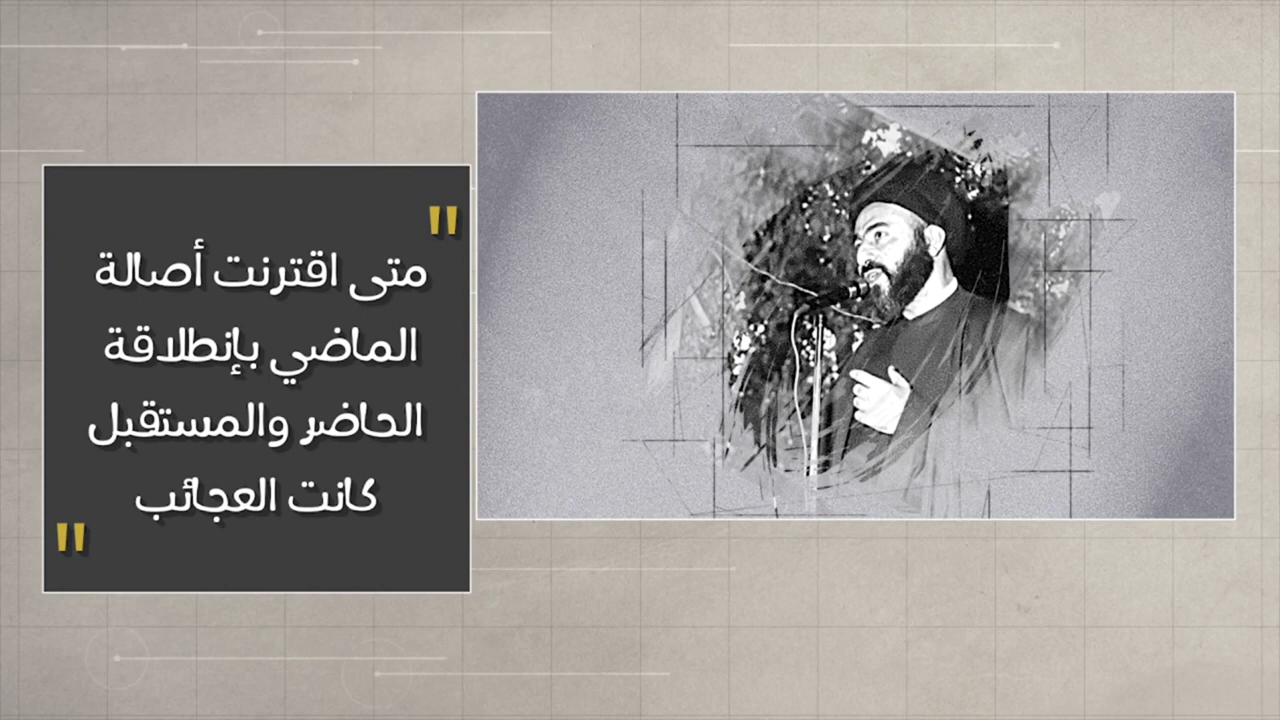 "
متى اقترنت أصالة
الماضي بإنطلاقة
الحاضر والمستقبل
كانت العجائب
"